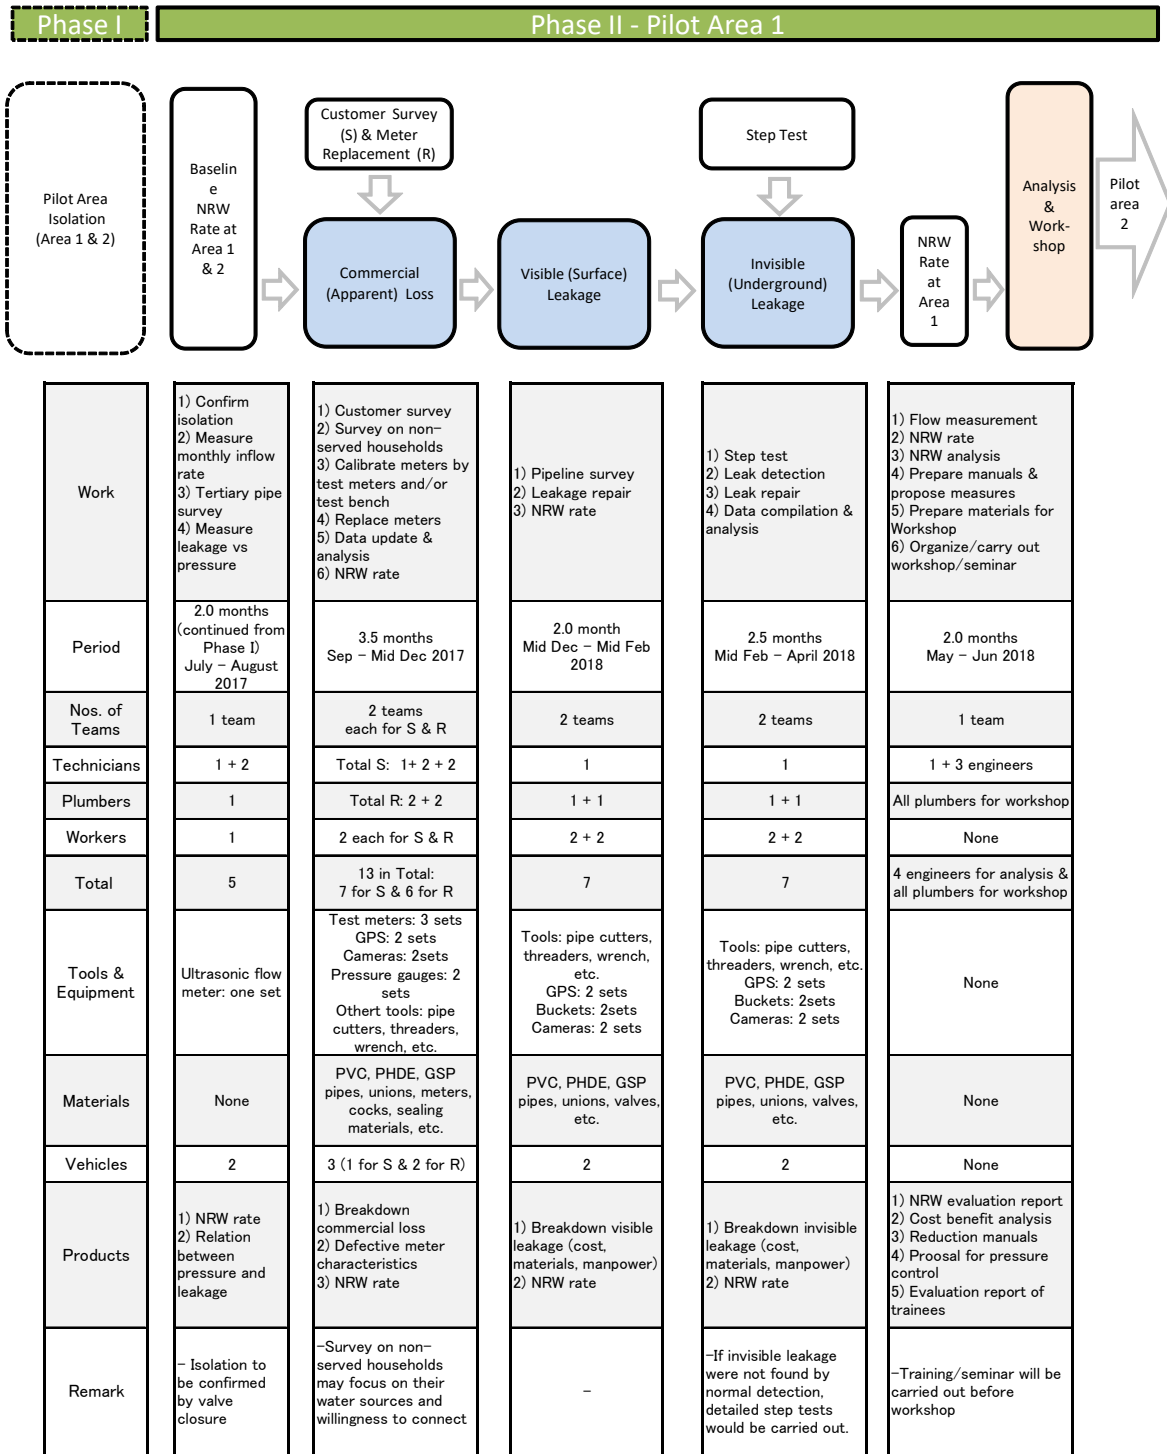 Phase I
Phase II - Pilot Area 1
Pilot Area
Isolation
(Area 1 & 2)
Baselin
e
NRW
Rate at
Area 1
& 2
Customer Survey
(S) & Meter
Replacement (R)
Commercial
(Apparent) Loss
Visible (Surface)
Leakage
Step Test
Invisible
(Underground)
Leakage
NRW
Rate
at
Area
1
Analysis
&
Work-
shop
Pilot
area
2
Work
1) Confirm
isolation
2) Measure
monthly inflow
rate
3) Tertiary pipe
survey
4) Measure
leakage vs
pressure
1) Customer survey
2) Survey on non-
served households
3) Calibrate meters by
test meters and/or
test bench
4) Replace meters
5) Data update &
analysis
6) NRW rate
1) Pipeline survey
2) Leakage repair
3) NRW rate
1) Step test
2) Leak detection
3) Leak repair
4) Data compilation &
analysis
1) Flow measurement
2) NRW rate
3) NRW analysis
4) Prepare manuals &
propose measures
5) Prepare materials for
Workshop
6) Organize/carry out
workshop/seminar
Period
2.0 months
(continued from
Phase I)
July - August
2017
3.5 months
Sep - Mid Dec 2017
2.0 month
Mid Dec - Mid Feb
2018
2.5 months
Mid Feb - April 2018
2.0 months
May - Jun 2018
Nos. of
Teams
1 team
2 teams
each for S & R
2 teams
2 teams
1 team
Technicians
1 + 2
Total S: 1+ 2 + 2
1
1
1 + 3 engineers
Plumbers
1
Total R: 2 + 2
1 + 1
1 + 1
All plumbers for workshop
Workers
1
2 each for S & R
2 + 2
2 + 2
None
Total
5
13 in Total:
7 for S & 6 for R
7
7
4 engineers for analysis &
all plumbers for workshop
Tools &
Equipment
Ultrasonic flow
meter: one set
Test meters: 3 sets
GPS: 2 sets
Cameras: 2sets
Pressure gauges: 2
sets
Othert tools: pipe
cutters, threaders,
wrench, etc.
Tools: pipe cutters,
threaders, wrench,
etc.
GPS: 2 sets
Buckets: 2sets
Cameras: 2 sets
Tools: pipe cutters,
threaders, wrench, etc.
GPS: 2 sets
Buckets: 2sets
Cameras: 2 sets
None
Materials
None
PVC, PHDE, GSP
pipes, unions, meters,
cocks, sealing
materials, etc.
PVC, PHDE, GSP
pipes, unions, valves,
etc.
PVC, PHDE, GSP
pipes, unions, valves,
etc.
None
Vehicles
2
3 (1 for S & 2 for R)
2
2
None
Products
1) NRW rate
2) Relation
between
pressure and
leakage
1) Breakdown
commercial loss
2) Defective meter
characteristics
3) NRW rate
1) Breakdown visible
leakage (cost,
materials, manpower)
2) NRW rate
1) Breakdown invisible
leakage (cost,
materials, manpower)
2) NRW rate
1) NRW evaluation report
2) Cost benefit analysis
3) Reduction manuals
4) Proosal for pressure
control
5) Evaluation report of
trainees
Remark
- Isolation to
be confirmed
by valve
closure
-Survey on non-
served households
may focus on their
water sources and
willingness to connect
-
-If invisible leakage
were not found by
normal detection,
detailed step tests
would be carried out.
-Training/seminar will be
carried out before
workshop